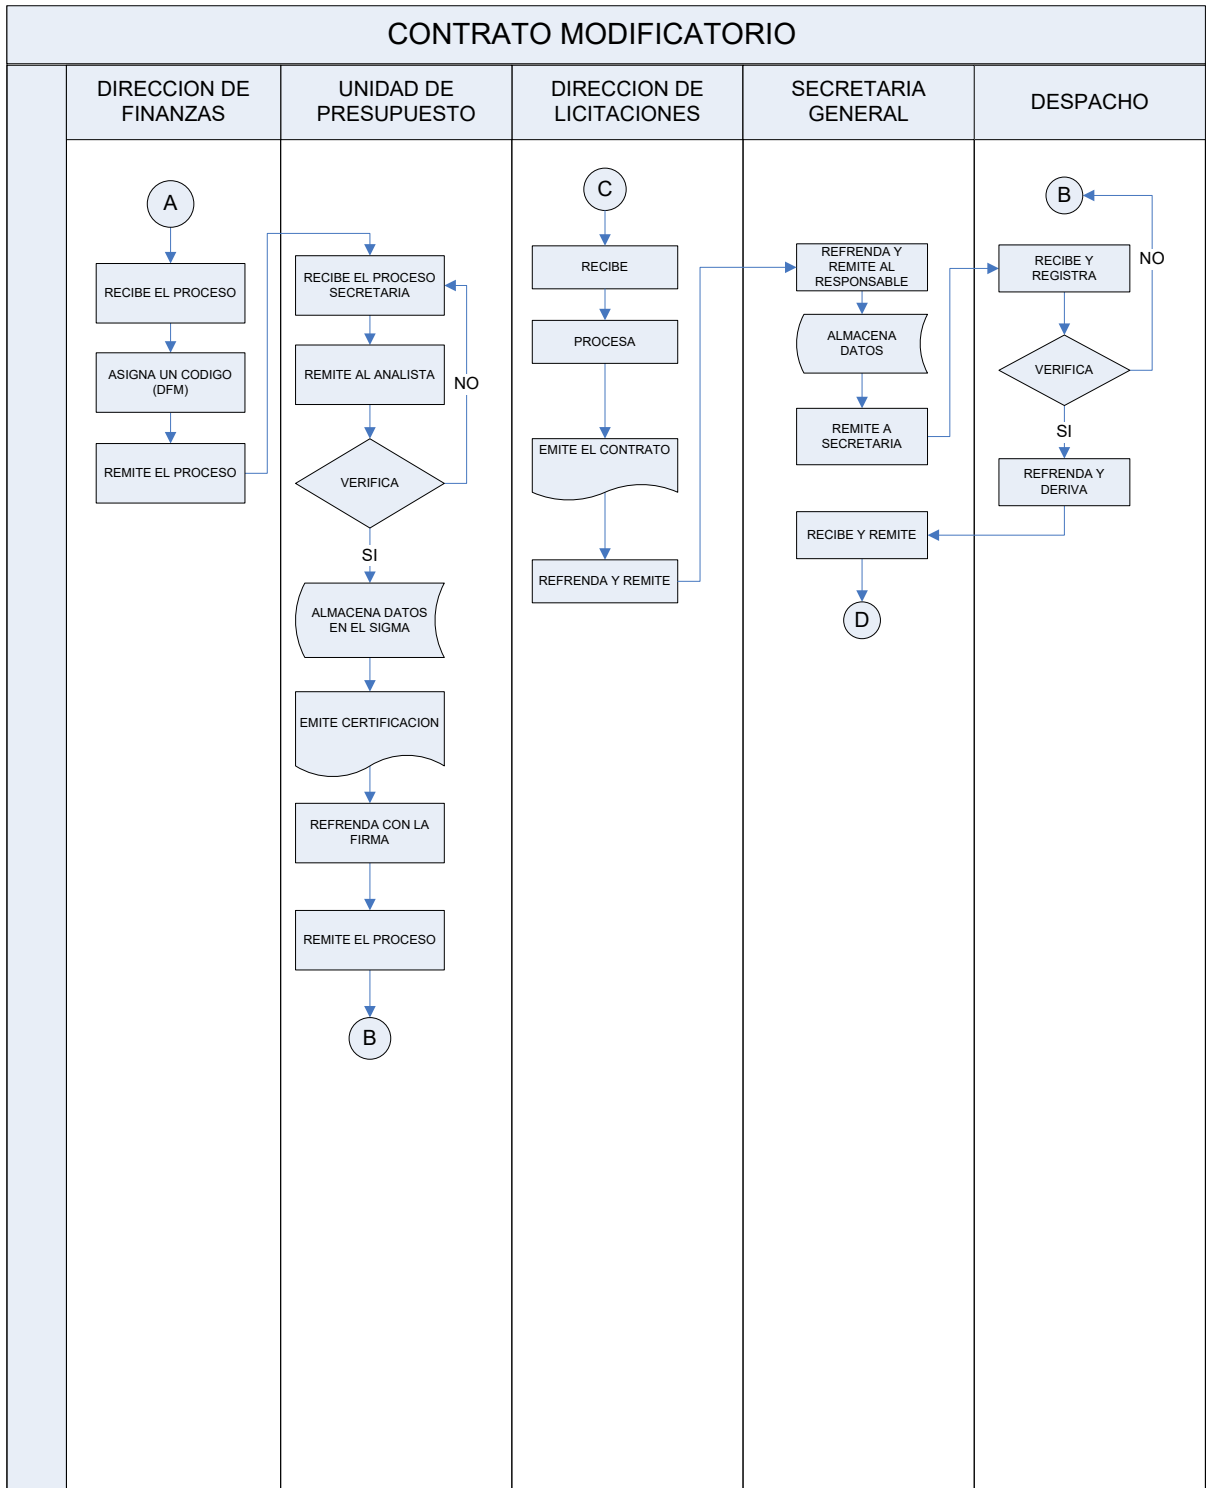 CONTRATO MODIFICATORIO
DIRECCION DE
FINANZAS
UNIDAD DE
PRESUPUESTO
DIRECCION DE
LICITACIONES
SECRETARIA
GENERAL
DESPACHO
A
RECIBE EL PROCESO
ASIGNA UN CODIGO
(DFM)
REMITE EL PROCESO
RECIBE EL PROCESO
SECRETARIA
REMITE AL ANALISTA
NO
VERIFICA
SI
ALMACENA DATOS
EN EL SIGMA
EMITE CERTIFICACION
REFRENDA CON LA
FIRMA
REMITE EL PROCESO
B
C
RECIBE
PROCESA
EMITE EL CONTRATO
REFRENDA Y REMITE
REFRENDA Y
REMITE AL
RESPONSABLE
ALMACENA
DATOS
REMITE A
SECRETARIA
RECIBE Y REMITE
D
B
NO
RECIBE Y
REGISTRA
VERIFICA
SI
REFRENDA Y
DERIVA